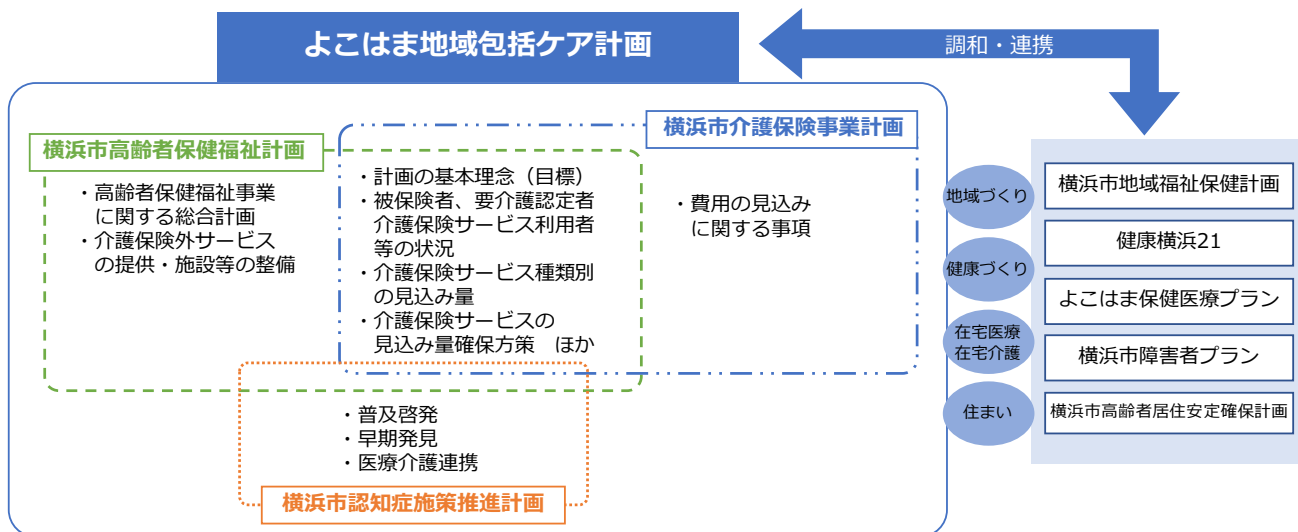 よこはま地域包括ケア計画
調和・連携
横浜市介護保険事業計画
横浜市高齢者保健福祉計画
・高齢者保健福祉事業
に関する総合計画
・介護保険外サービス
の提供・施設等の整備
・計画の基本理念（目標）
・被保険者、要介護認定者
介護保険サービス利用者
等の状況
・介護保険サービス種類別
の見込み量
・介護保険サービスの
見込み量確保方策　ほか
・費用の見込み
に関する事項
・普及啓発
・早期発見
・医療介護連携
横浜市認知症施策推進計画
地域づくり
健康づくり
在宅医療
在宅介護
住まい
横浜市地域福祉保健計画
健康横浜21
よこはま保健医療プラン
横浜市障害者プラン
横浜市高齢者居住安定確保計画